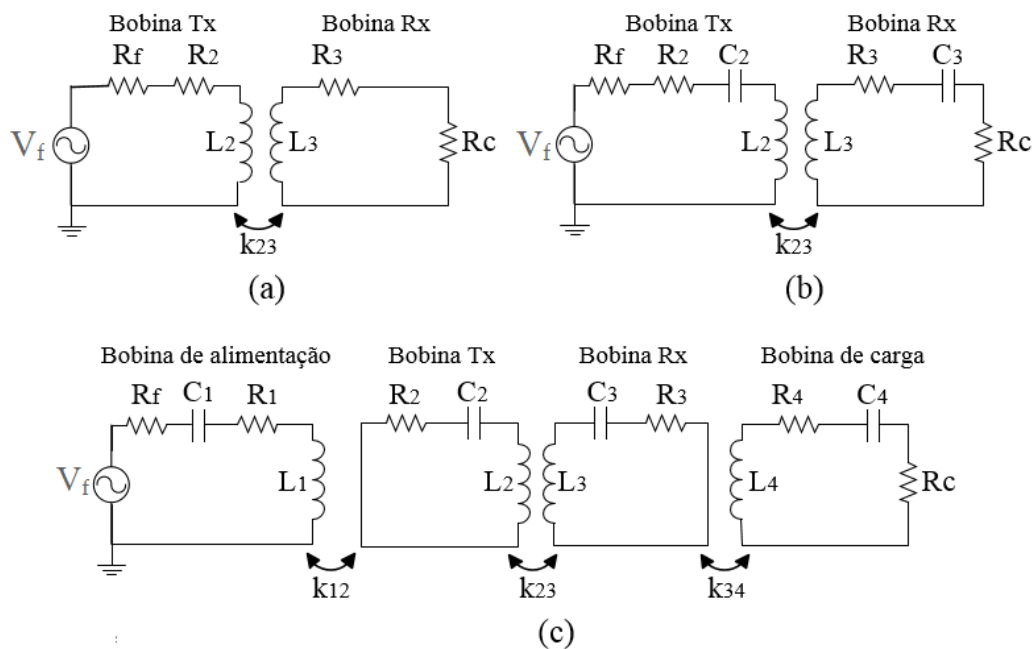 Bobina Tx Bobina Rx
Rf R2 R3
Vf L2 L3 Rc
k23
(a)
Bobina Tx Bobina Rx
Rf R2 C2 R3 C3
Vf L2 L3 Rc
k23
(b)
Bobina de alimentação Bobina Tx Bobina Rx Bobina de carga
Rf C1 R1 R2 C2 C3 R3 R4 C4
Vf L1 L2 L3 L4 Rc
k12 k23 k34
(c)